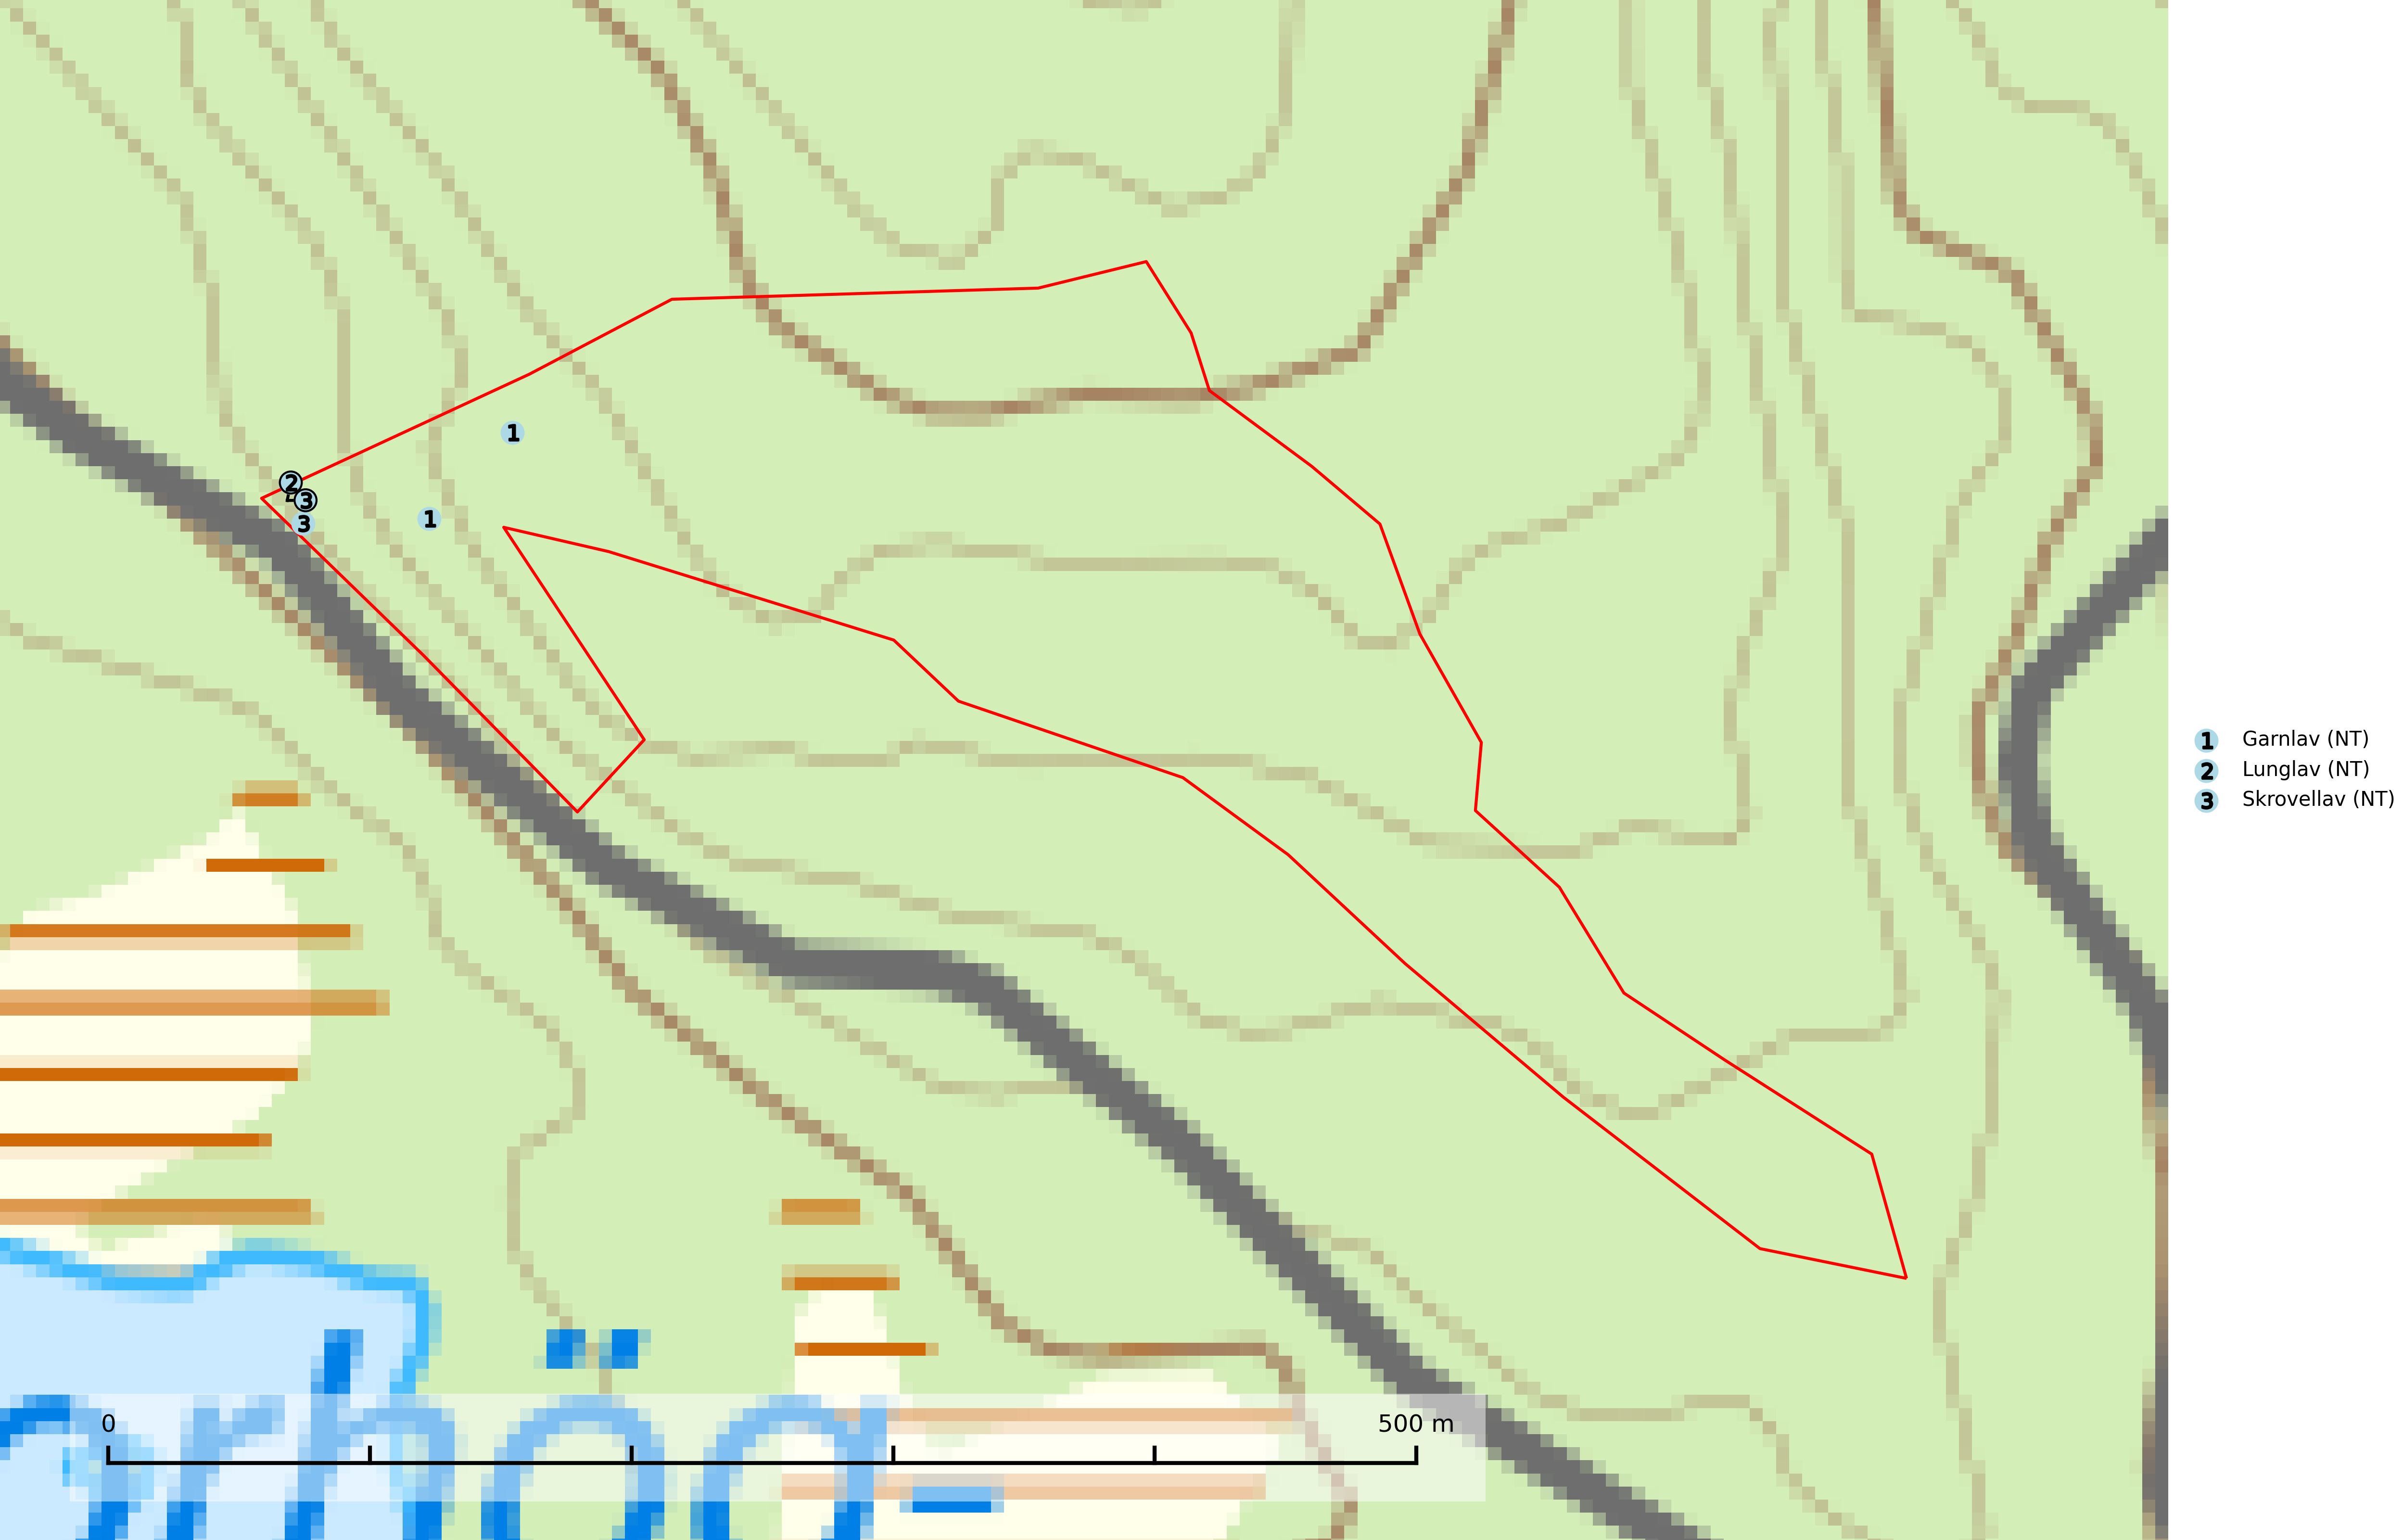 1
2
3
3
1
1 Garnlav (NT)
2 Lunglav (NT)
3 Skrovellav (NT)
0 500 m